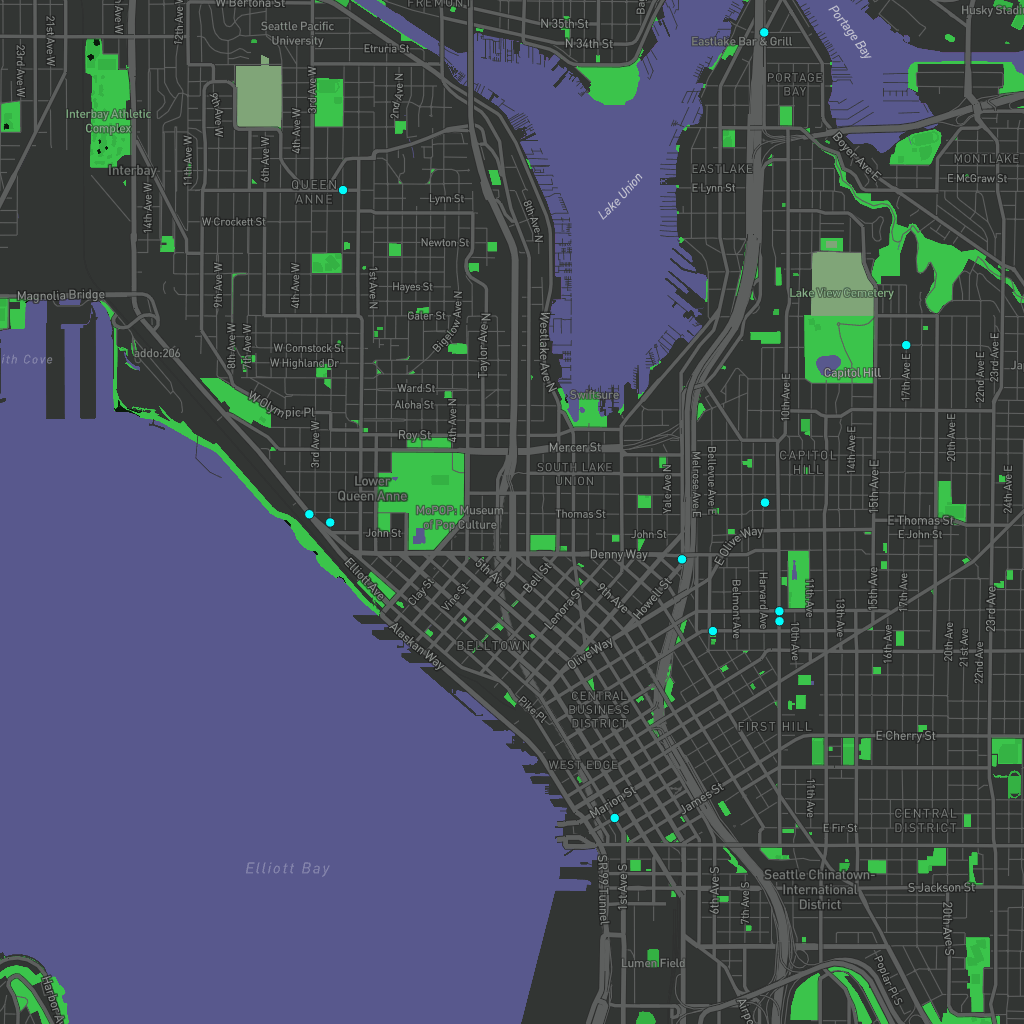 W Bertona St
FREMONT
N 35th St
N 34th St
Portage Bay
Husky Stadi
21st Ave W
23rd Ave W
12th Ave W
Seattle Pacific
University
Etruria St
Eastlake Bar & Grill
PORTAGE
BAY
9th Ave W
3rd Ave W
2nd Ave N
4th Ave W
6th Ave W
11th Ave W
14th Ave W
Interbay Athletic
Complex
Interbay
Boyer Ave E
MONTLAKE
EASTLAKE
E McGraw St
E Lynn St
QUEEN
ANNE
Lynn St
8th Ave N
Lake Union
W Crockett St
Newton St
Hayes St
9th Ave W
4th Ave W
1st Ave N
Magnolia Bridge
Lake View Cemetery
Galer St
Bigelow Ave N
Taylor Ave N
Westlake Ave N
ith Cove
addo:206
8th Ave W
7th Ave W
W Comstock St
W Highland Dr
17th Ave E
22nd Ave E
23rd Ave E
Ja
Capitol Hill
10th Ave E
Ward St
Aloha St
4th Ave N
Swiftsure
W Olympic Pl
3rd Ave W
Roy St
Mercer St
20th Ave E
14th Ave E
15th Ave E
24th Ave E
CAPITOL
HILL
SOUTH LAKE
UNION
Yale Ave N
Melrose Ave E
Bellevue Ave E
Lower
Queen Anne
MoPOP: Museum
of Pop Culture
Thomas St
E Thomas St
E John St
John St
John St
E Olive Way
Denny Way
Elliott Ave
Clay St
Vine St
5th Ave
Bell St
Lenora St
9th Ave
Howell St
Belmont Ave
Harvard Ave
11th Ave
10th Ave
13th Ave
15th Ave
17th Ave
16th Ave
20th Ave
21st Ave
22nd Ave
23rd Ave
Alaskan Way
BELLTOWN
Olive Way
CENTRAL
BUSINESS
DISTRICT
Pike Pl
FIRST HILL
E Cherry St
WEST EDGE
Marion St
James St
11th Ave
CENTRAL
DISTRICT
E Fir St
Elliott Bay
SR 99 Tunnel
1st Ave S
6th Ave S
7th Ave S
Seattle Chinatown-
International
District
S Jackson St
20th Ave S
Lumen Field
Poplar Pl S
Harbor A
Airpo